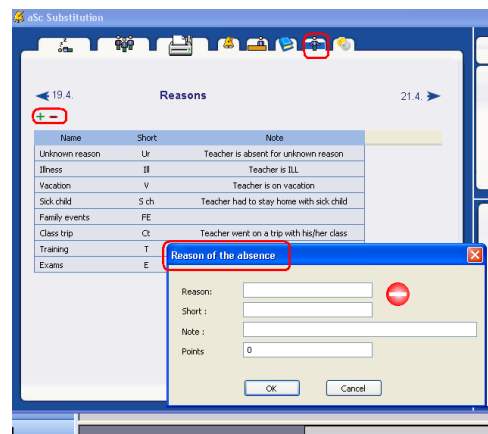 aSc Substitution
19.4. Reasons 21.4.
Name Short Note
Unknown reason Ur Teacher is absent for unknown reason
Illness Ill Teacher is ILL
Vacation V Teacher is on vacation
Sick child S ch Teacher had to stay home with sick child
Family events FE
Class trip Ct Teacher went on a trip with his/her class
Training T
Exams E
Reason of the absence
Reason:
Short :
Note :
Points 0
OK Cancel